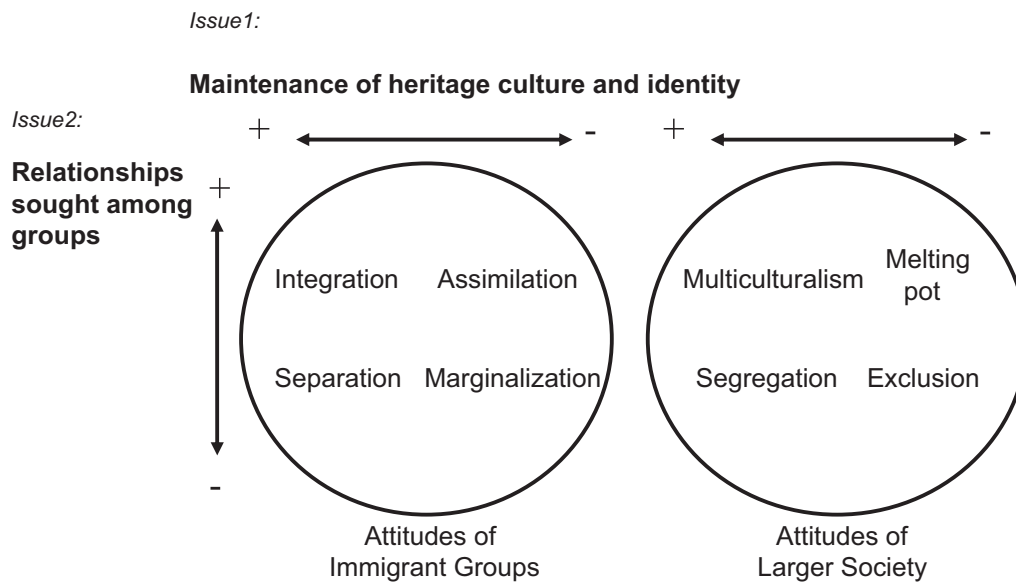 Issue1:
Maintenance of heritage culture and identity
Issue2:
+ - + -
Relationships
sought among
groups
+
-
Integration Assimilation
Separation Marginalization
Multiculturalism Melting
pot
Segregation Exclusion
Attitudes of
Immigrant Groups
Attitudes of
Larger Society